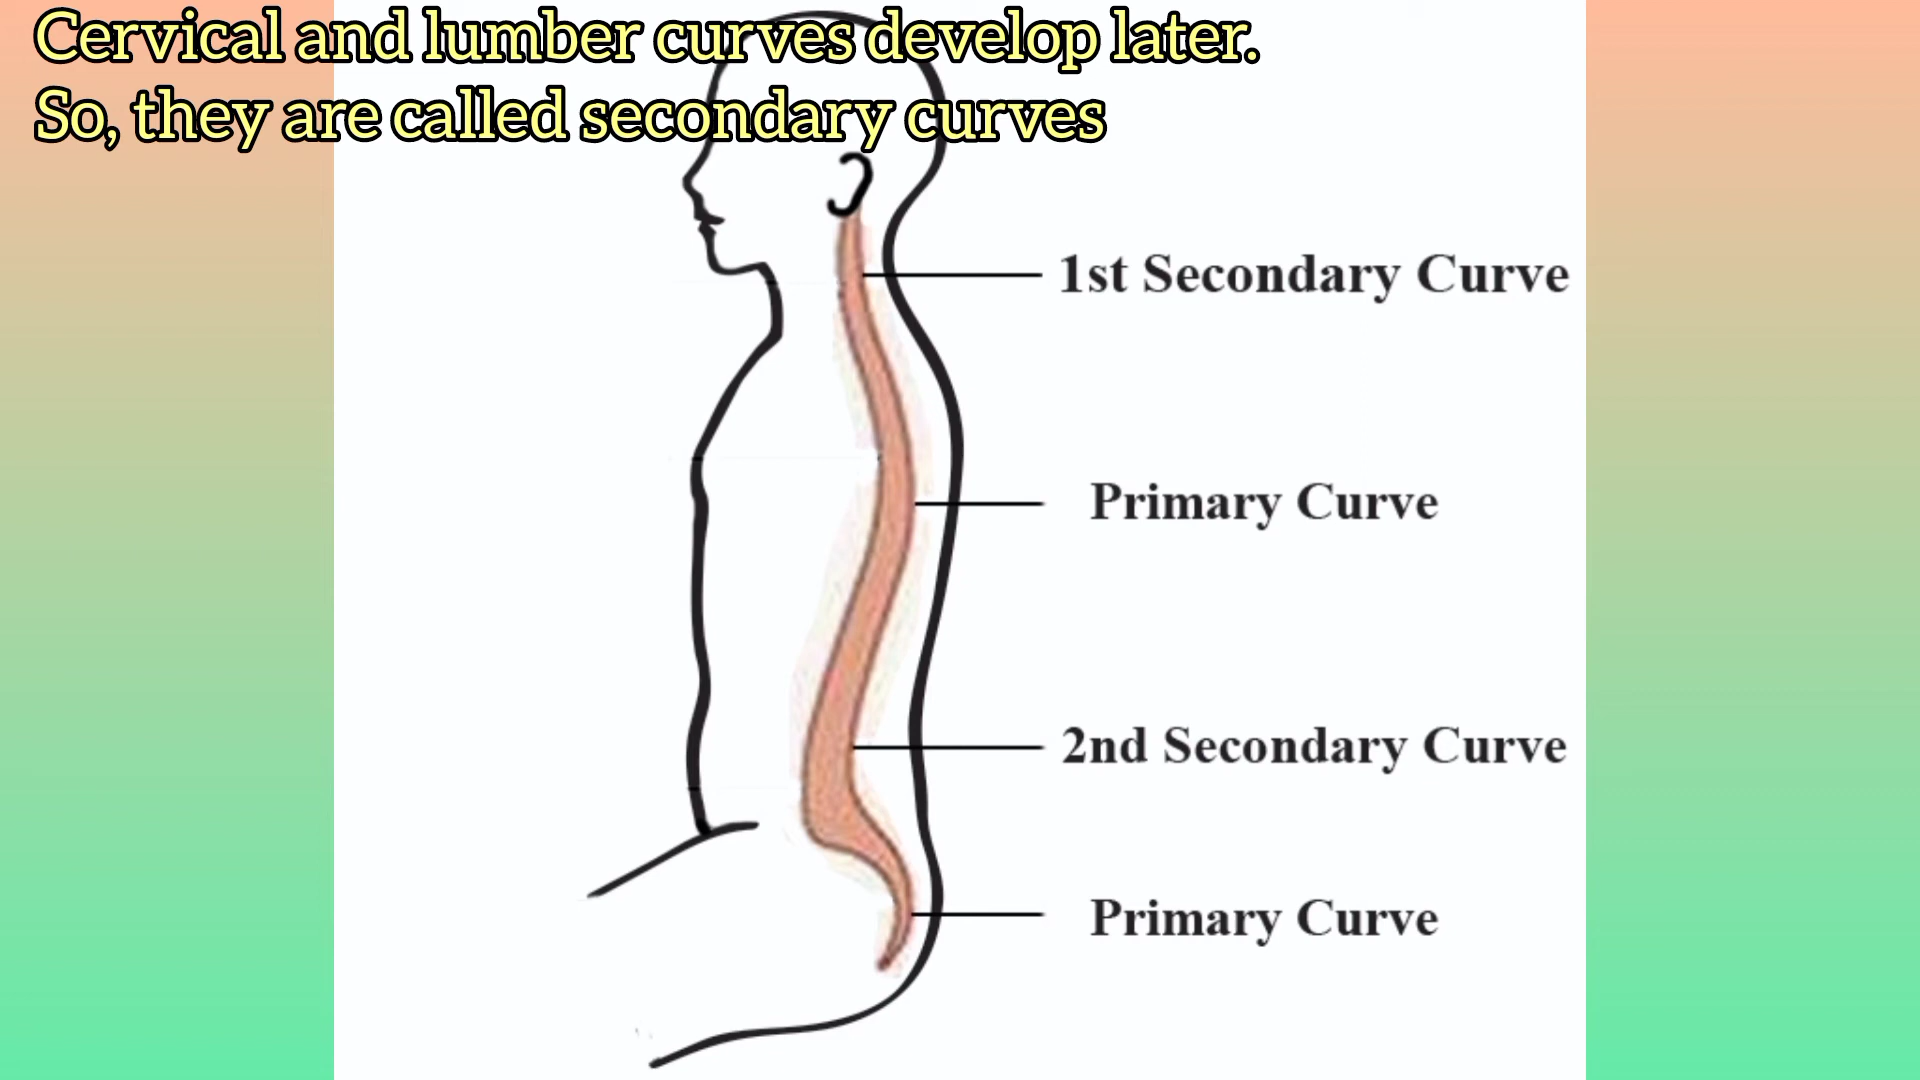 Cervical and lumber curves develop later.
So, they are called secondary curves
1st Secondary Curve
Primary Curve
2nd Secondary Curve
Primary Curve